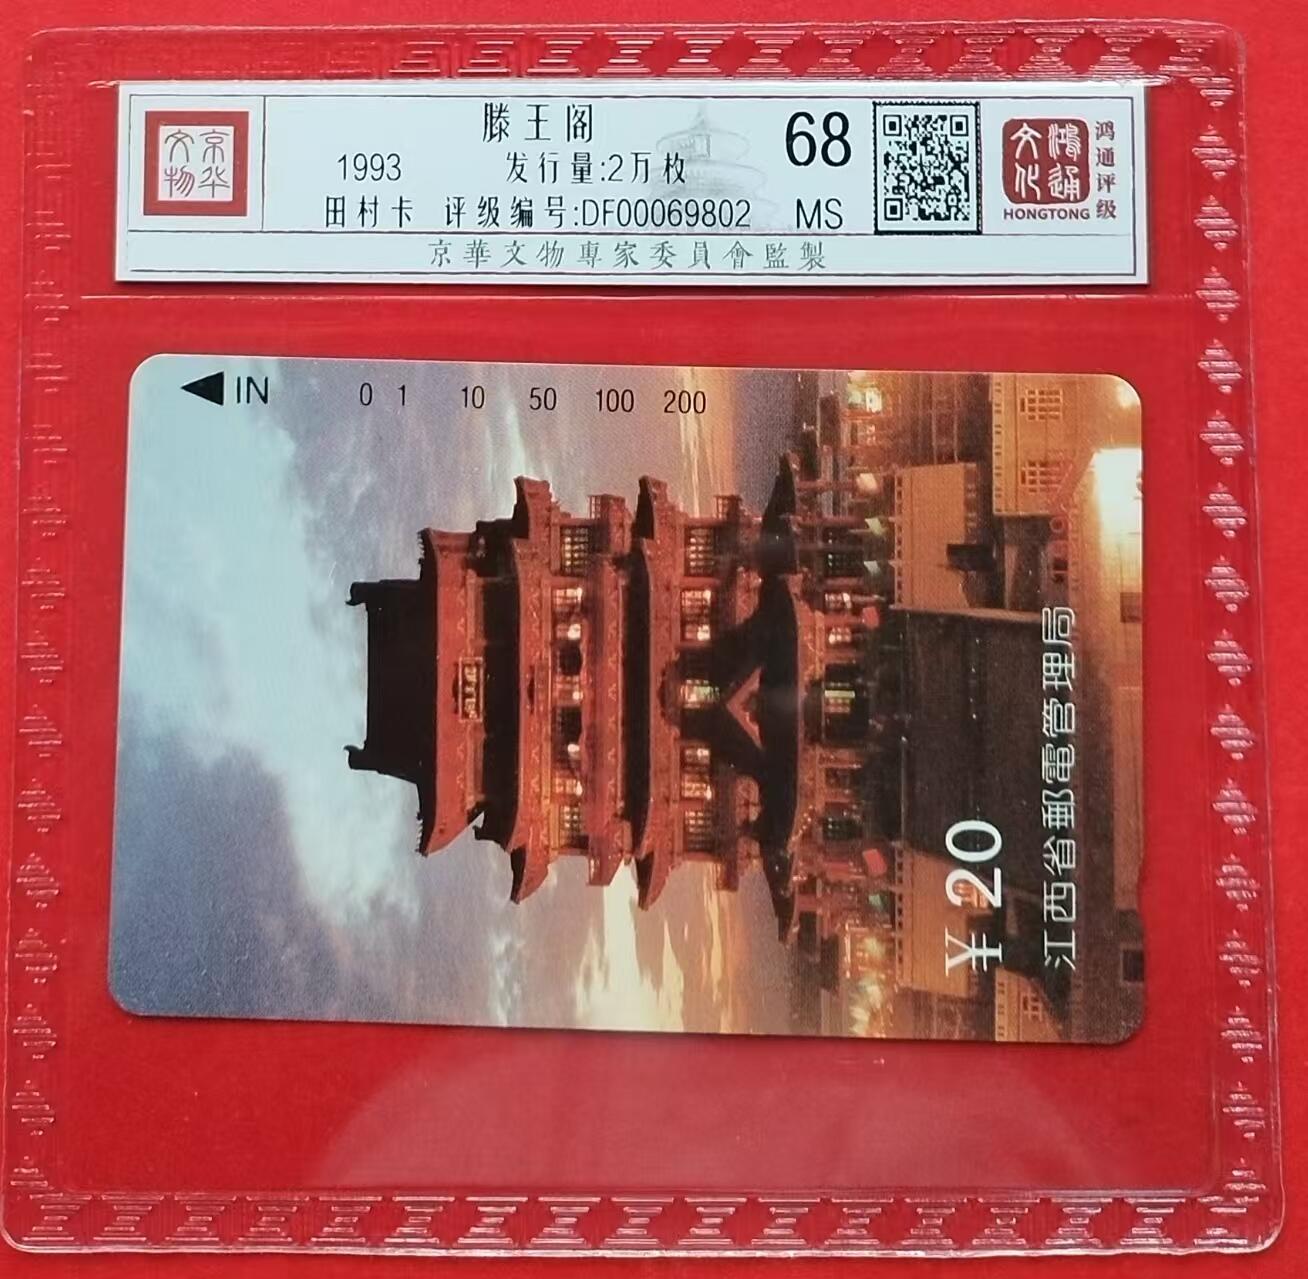 京华
文物
滕王阁
1993 发行量:2万枚
田村卡 评级编号:DF00069802
68
MS
京華文物專家委員會監製
鴻通
文化
HONGTONG
鸿通评级
IN
0 1 10 50 100 200
¥20
江西省郵電管理局